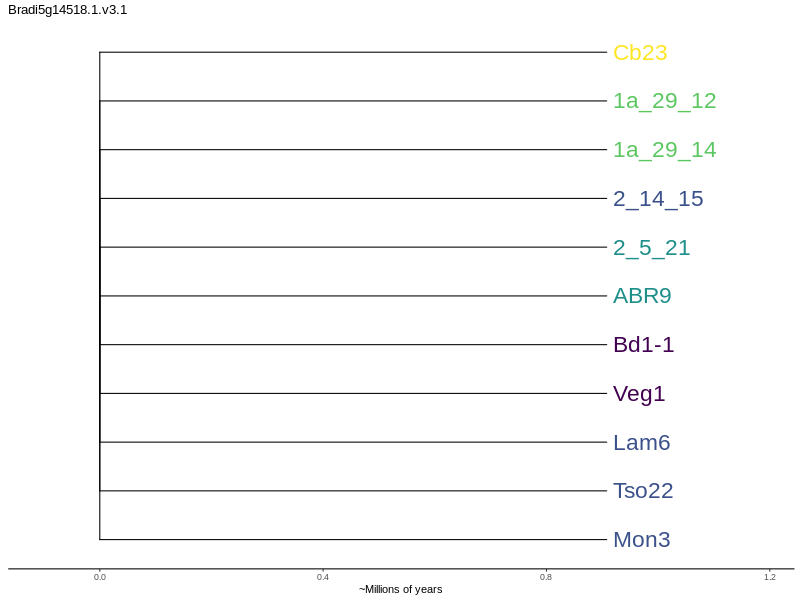 Bradi5g14518.1.v3.1
Cb23
1a_29_12
1a_29_14
2_14_15
2_5_21
ABR9
Bd1-1
Veg1
Lam6
Tso22
Mon3
0.0 0.4 0.8 1.2
~Millions of years